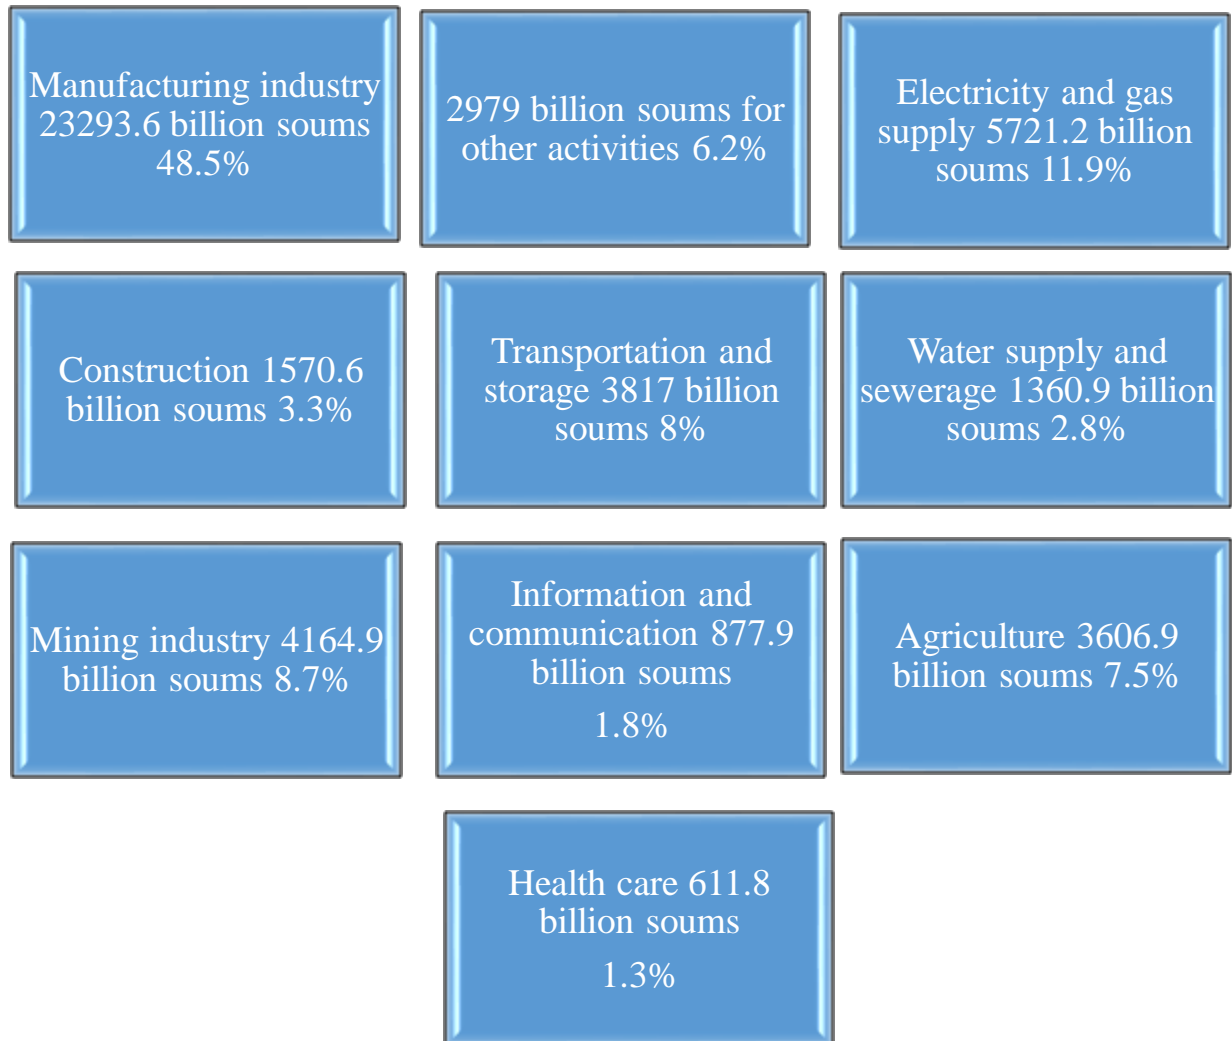 Manufacturing industry
23293.6 billion soums
48.5%
2979 billion soums for
other activities 6.2%
Electricity and gas
supply 5721.2 billion
soums 11.9%
Construction 1570.6
billion soums 3.3%
Transportation and
storage 3817 billion
soums 8%
Water supply and
sewerage 1360.9 billion
soums 2.8%
Mining industry 4164.9
billion soums 8.7%
Information and
communication 877.9
billion soums
1.8%
Agriculture 3606.9
billion soums 7.5%
Health care 611.8
billion soums
1.3%